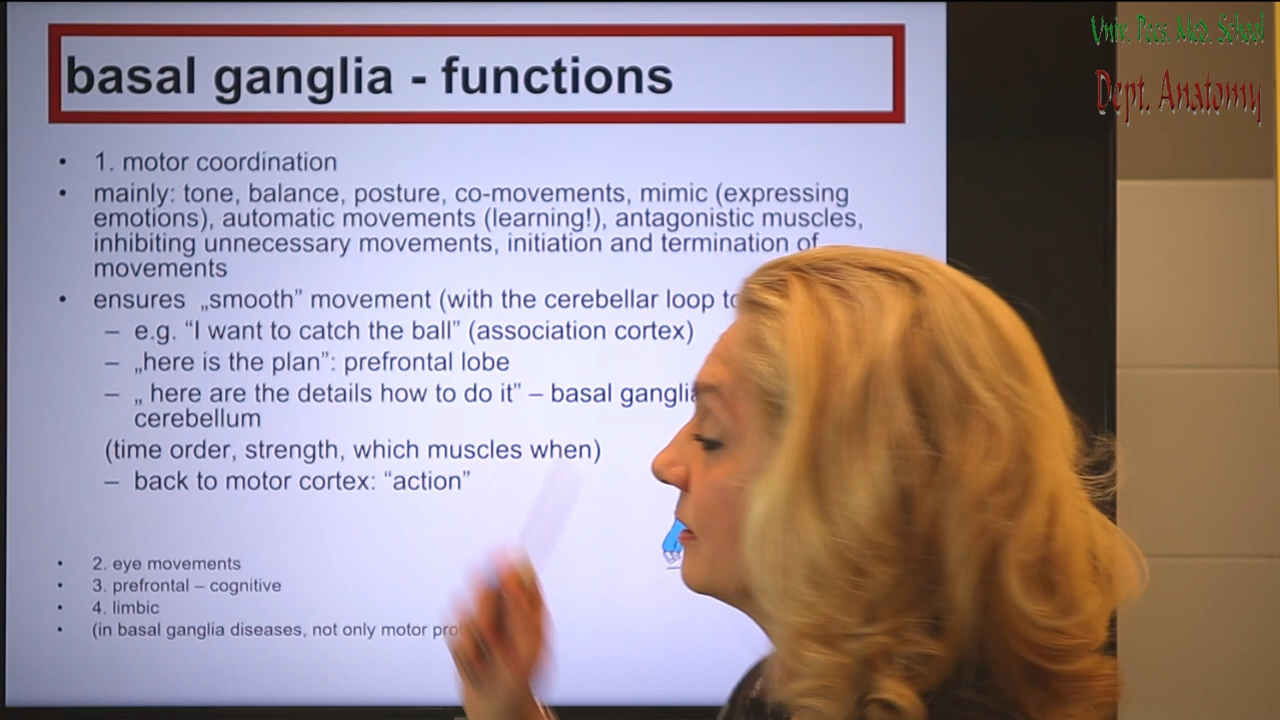 Univ. Pecs. Med. School
Dept. Anatomy
basal ganglia - functions
• 1. motor coordination
• mainly: tone, balance, posture, co-movements, mimic (expressing
emotions), automatic movements (learning!), antagonistic muscles,
inhibiting unnecessary movements, initiation and termination of
movements
• ensures „smooth” movement (with the cerebellar loop
– e.g. “I want to catch the ball” (association cortex)
– „here is the plan”: prefrontal lobe
– „ here are the details how to do it” – basal ganglia
cerebellum
(time order, strength, which muscles when)
– back to motor cortex: “action”
• 2. eye movements
• 3. prefrontal – cognitive
• 4. limbic
• (in basal ganglia diseases, not only motor